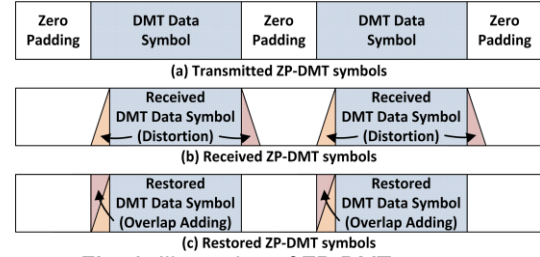 Zero Padding DMT Data Symbol Zero Padding DMT Data Symbol Zero Padding
(a) Transmitted ZP-DMT symbols
Received DMT Data Symbol (Distortion) Received DMT Data Symbol (Distortion)
(b) Received ZP-DMT symbols
Restored DMT Data Symbol (Overlap Adding) Restored DMT Data Symbol (Overlap Adding)
(c) Restored ZP-DMT symbols